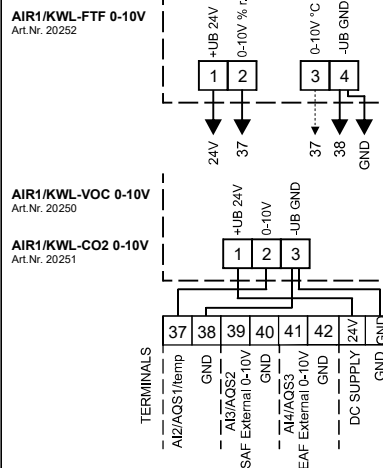 AIR1/KWL-FTF 0-10V
Art.Nr. 20252
+UB 24V
0-10V % r.
0-10V °C
-UB GND
1 2 3 4
24V
37
37
38
GND
AIR1/KWL-VOC 0-10V
Art.Nr. 20250
AIR1/KWL-CO2 0-10V
Art.Nr. 20251
+UB 24V
0-10V
-UB GND
1 2 3
TERMINALS
37 38 39 40 41 42 24V GND
AI2/AQS1/temp
GND
AI3/AQS2
SAF External 0-10V
GND
AI4/AQS3
EAF External 0-10V
GND
DC SUPPLY
GND